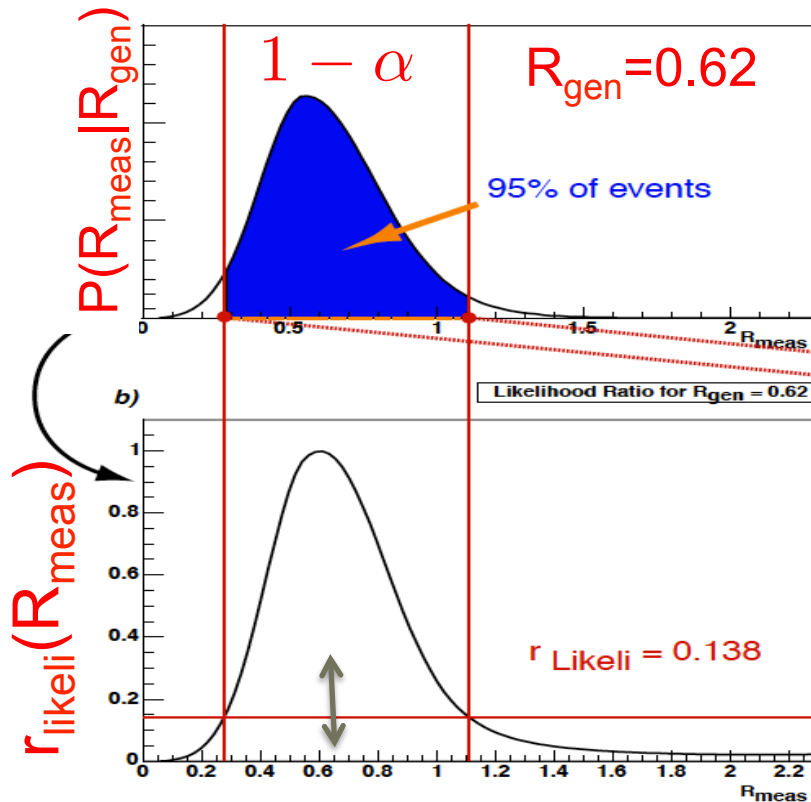 1 − α
R_gen=0.62
P(R_meas|R_gen)
95% of events
0 0.5 1 1.5 2
R_meas
b)
Likelihood Ratio for R_gen = 0.62
r_likeli(R_meas)
1
0.8
0.6
0.4
0.2
0
r Likeli = 0.138
0 0.2 0.4 0.6 0.8 1 1.2 1.4 1.6 1.8 2 2.2
R_meas